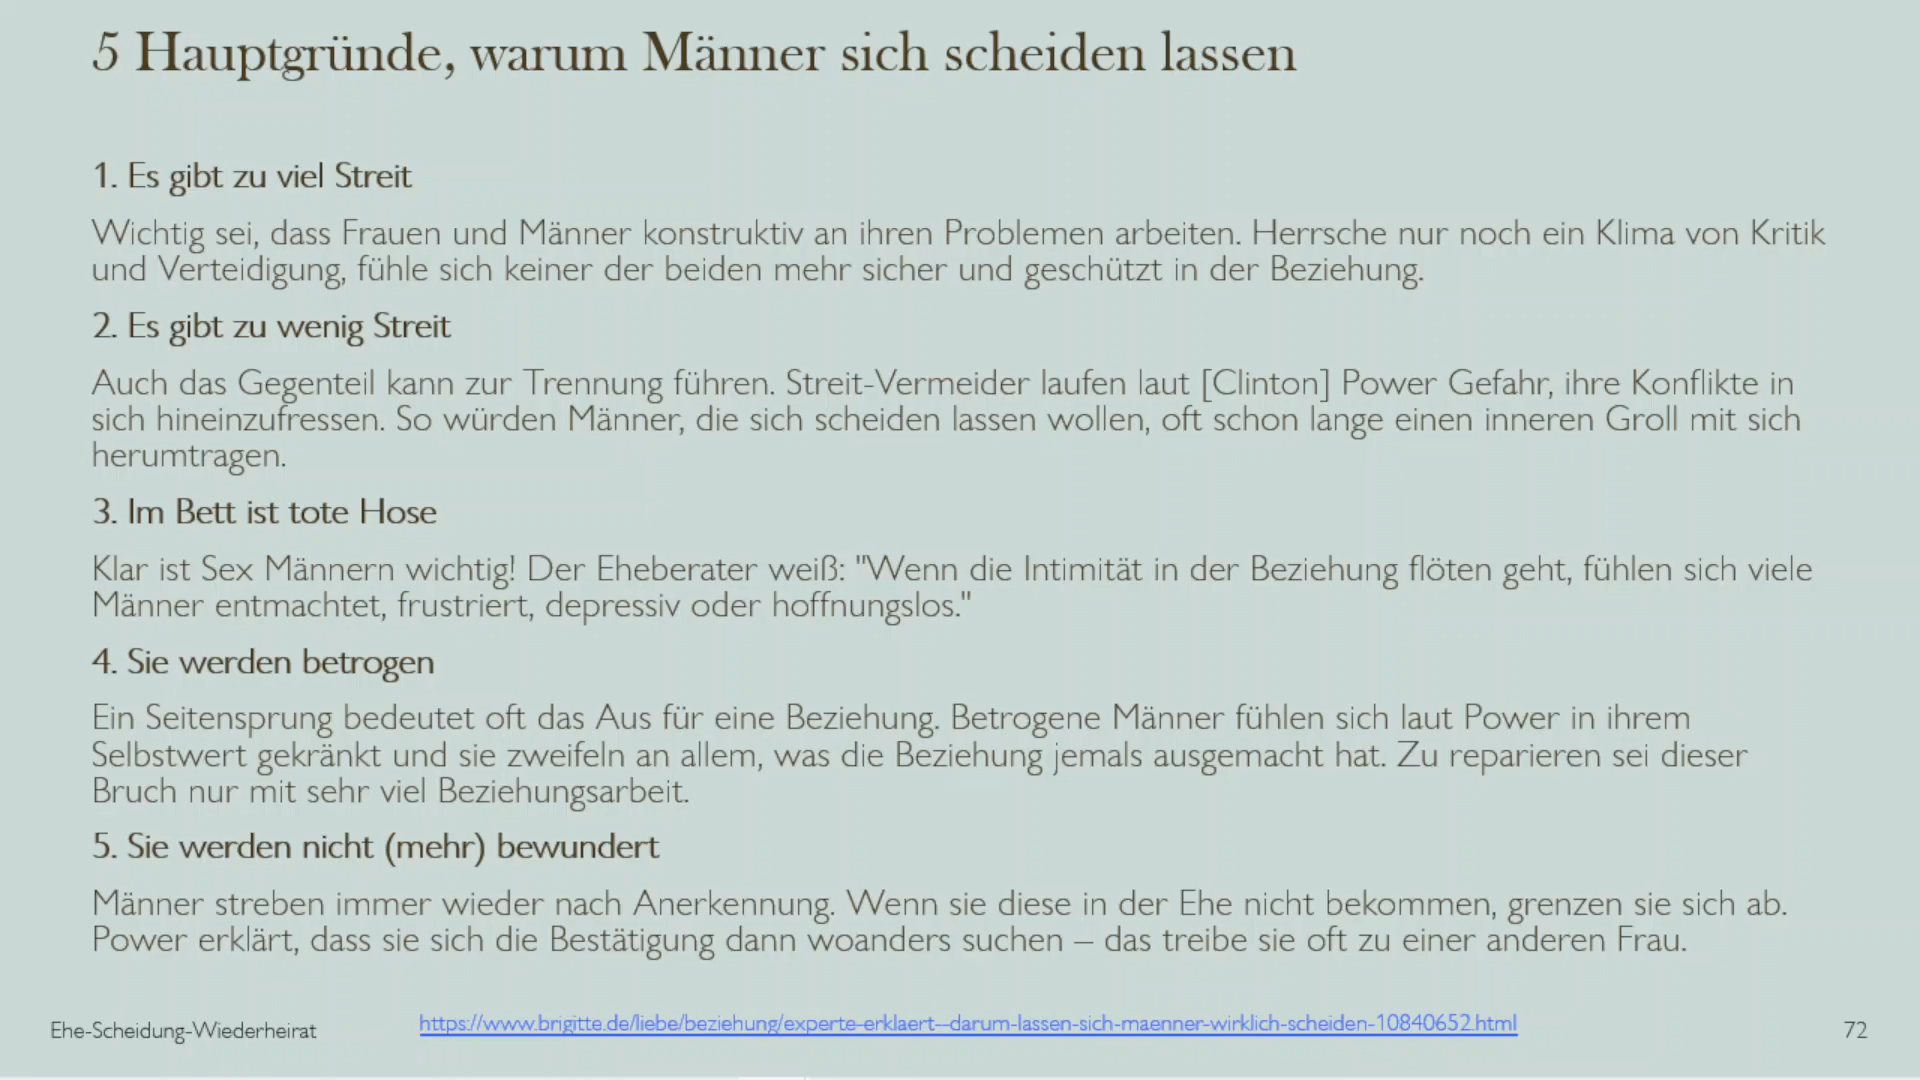 5 Hauptgründe, warum Männer sich scheiden lassen
1. Es gibt zu viel Streit
Wichtig sei, dass Frauen und Männer konstruktiv an ihren Problemen arbeiten. Herrsche nur noch ein Klima von Kritik
und Verteidigung, fühle sich keiner der beiden mehr sicher und geschützt in der Beziehung.
2. Es gibt zu wenig Streit
Auch das Gegenteil kann zur Trennung führen. Streit-Vermeider laufen laut [Clinton] Power Gefahr, ihre Konflikte in
sich hineinzufressen. So würden Männer, die sich scheiden lassen wollen, oft schon lange einen inneren Groll mit sich
herumtragen.
3. Im Bett ist tote Hose
Klar ist Sex Männern wichtig! Der Eheberater weiß: "Wenn die Intimität in der Beziehung flöten geht, fühlen sich viele
Männer entmachtet, frustriert, depressiv oder hoffnungslos."
4. Sie werden betrogen
Ein Seitensprung bedeutet oft das Aus für eine Beziehung. Betrogene Männer fühlen sich laut Power in ihrem
Selbstwert gekränkt und sie zweifeln an allem, was die Beziehung jemals ausgemacht hat. Zu reparieren sei dieser
Bruch nur mit sehr viel Beziehungsarbeit.
5. Sie werden nicht (mehr) bewundert
Männer streben immer wieder nach Anerkennung. Wenn sie diese in der Ehe nicht bekommen, grenzen sie sich ab.
Power erklärt, dass sie sich die Bestätigung dann woanders suchen – das treibe sie oft zu einer anderen Frau.
Ehe-Scheidung-Wiederheirat
https://www.brigitte.de/liebe/beziehung/experte-erklaert--darum-lassen-sich-maenner-wirklich-scheiden-10840652.html
72